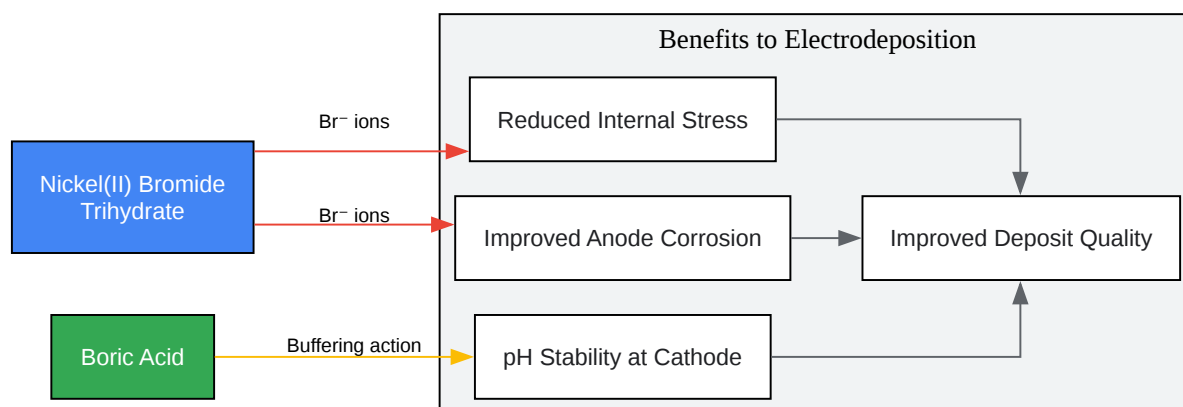 Benefits to Electrodeposition
Br⁻ ions
Reduced Internal Stress
Nickel(II) Bromide
Trihydrate
Br⁻ ions
Improved Anode Corrosion
Improved Deposit Quality
Boric Acid
Buffering action
pH Stability at Cathode